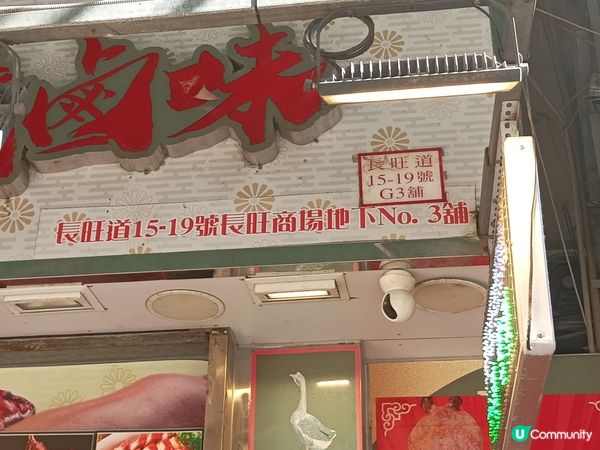 鹵味
長旺道
15-19號
G3舖
長旺道15-19號長旺商場地下No. 3舖
U Community